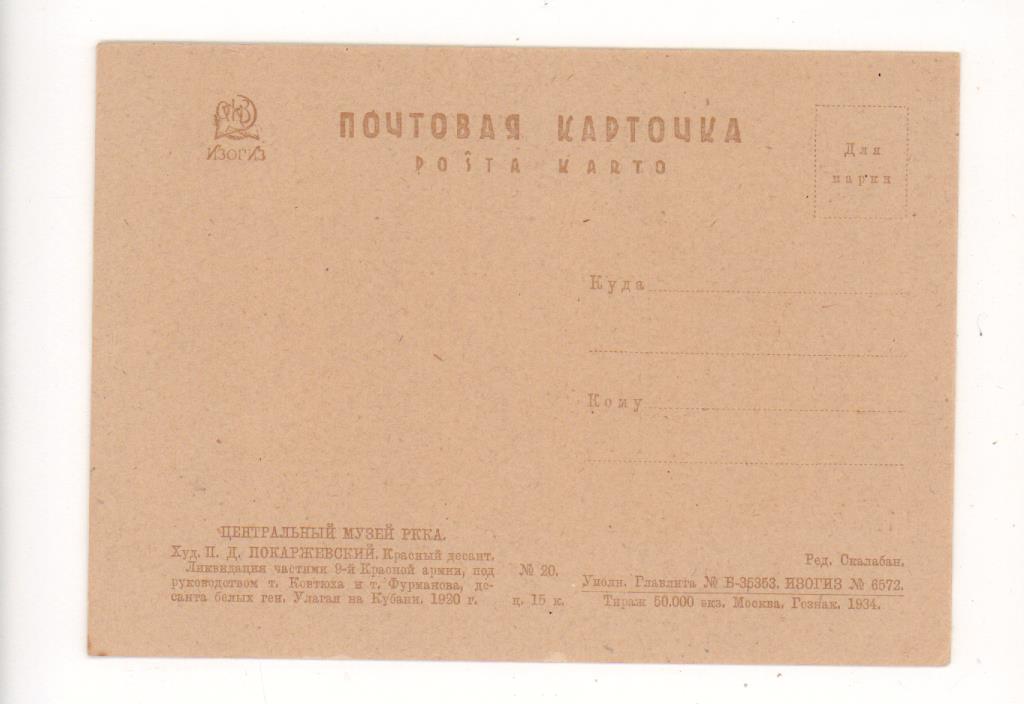 ИЗОГИЗ
ПОЧТОВАЯ КАРТОЧКА
POŜTA KARTO
Для
марки
Куда
Кому
ЦЕНТРАЛЬНЫЙ МУЗЕЙ РККА.
Худ. П. Д. ПОКАРЖЕВСКИЙ. Красный десант.
Ликвидация частями 9-й Красной армии, под
руководством т. Ковтюха и т. Фурманова, де-
санта белых ген. Улагая на Кубани. 1920 г.
№ 20.
ц. 15 к.
Ред. Скалабан.
Уполн. Главлита № В-35353. ИЗОГИЗ № 6572.
Тираж 50.000 экз. Москва. Гознак. 1934.